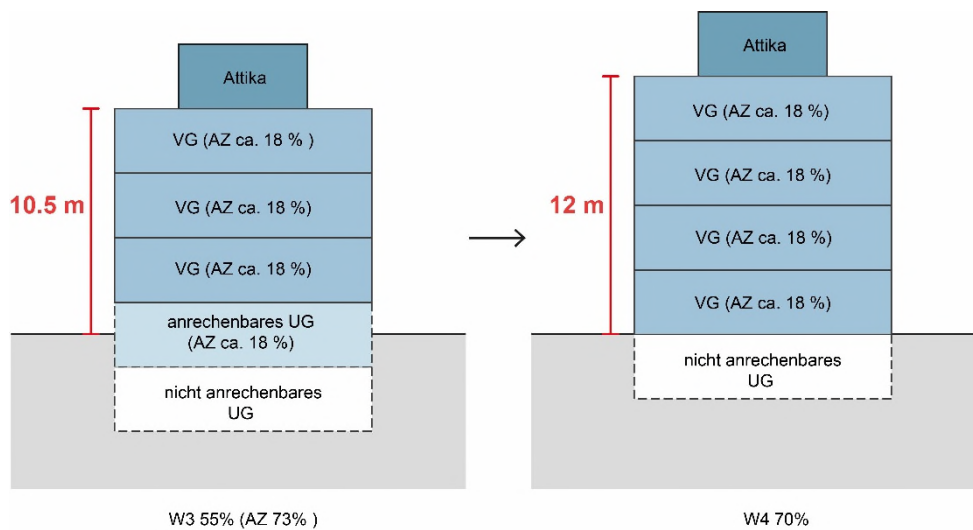 Attika
VG (AZ ca. 18 % )
10.5 m
VG (AZ ca. 18 %)
VG (AZ ca. 18 %)
anrechenbares UG
(AZ ca. 18 %)
nicht anrechenbares
UG
W3 55% (AZ 73% )
Attika
VG (AZ ca. 18 %)
VG (AZ ca. 18 %)
12 m
VG (AZ ca. 18 %)
VG (AZ ca. 18 %)
nicht anrechenbares
UG
W4 70%